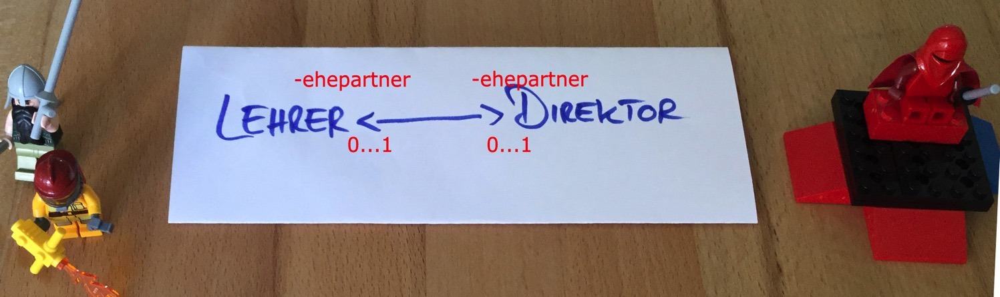 -ehepartner -ehepartner
LEHRER <-----> DIREKTOR
0...1 0...1